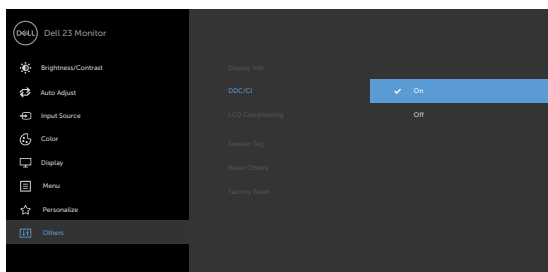 DELL Dell 23 Monitor
Brightness/Contrast
Auto Adjust
Input Source
Color
Display
Menu
Personalize
Others
Display Info
DDC/CI
LCD Conditioning
Service Tag
Reset Others
Factory Reset
On
Off